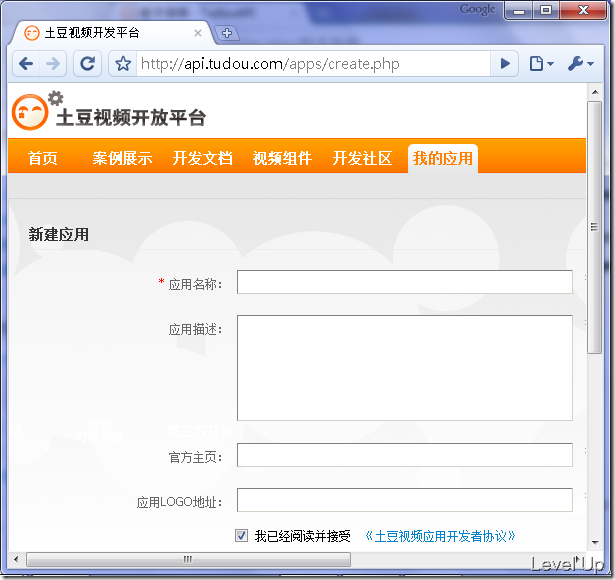 Google
土豆视频开发平台
http://api.tudou.com/apps/create.php
土豆视频开放平台
首页 案例展示 开发文档 视频组件 开发社区 我的应用
新建应用
* 应用名称：
应用描述：
官方主页：
应用LOGO地址：
我已经阅读并接受 《土豆视频应用开发者协议》
Level Up